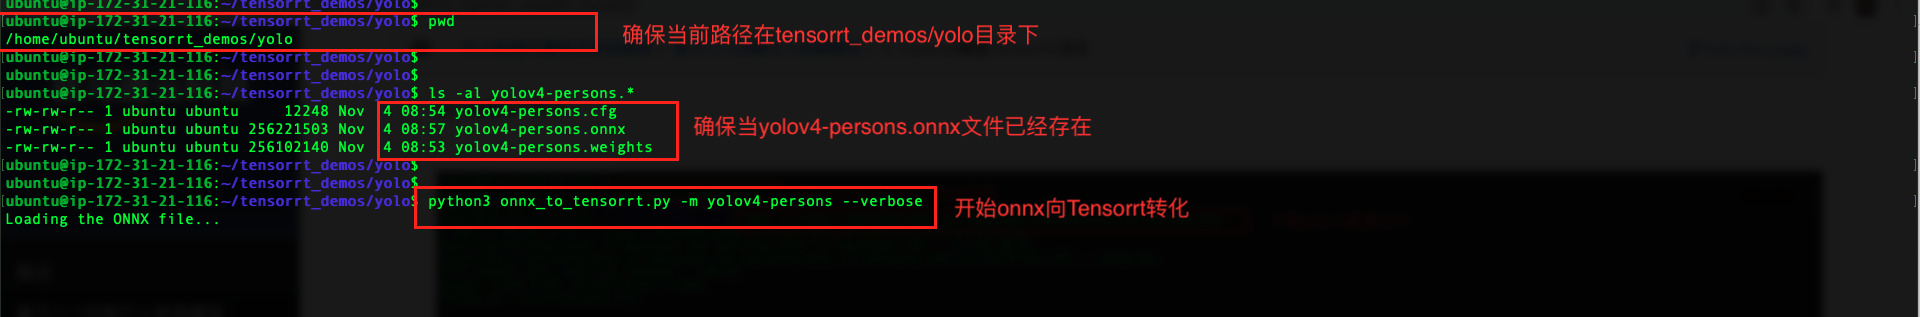 ubuntu@ip-172-31-21-116:~/tensorrt_demos/yolo$
ubuntu@ip-172-31-21-116:~/tensorrt_demos/yolo$ pwd
/home/ubuntu/tensorrt_demos/yolo
确保当前路径在tensorrt_demos/yolo目录下
ubuntu@ip-172-31-21-116:~/tensorrt_demos/yolo$
ubuntu@ip-172-31-21-116:~/tensorrt_demos/yolo$
ubuntu@ip-172-31-21-116:~/tensorrt_demos/yolo$ ls -al yolov4-persons.*
-rw-rw-r-- 1 ubuntu ubuntu     12248 Nov  4 08:54 yolov4-persons.cfg
-rw-rw-r-- 1 ubuntu ubuntu 256221503 Nov  4 08:57 yolov4-persons.onnx
-rw-rw-r-- 1 ubuntu ubuntu 256102140 Nov  4 08:53 yolov4-persons.weights
确保当yolov4-persons.onnx文件已经存在
ubuntu@ip-172-31-21-116:~/tensorrt_demos/yolo$
ubuntu@ip-172-31-21-116:~/tensorrt_demos/yolo$
ubuntu@ip-172-31-21-116:~/tensorrt_demos/yolo$ python3 onnx_to_tensorrt.py -m yolov4-persons --verbose
开始onnx向Tensorrt转化
Loading the ONNX file...